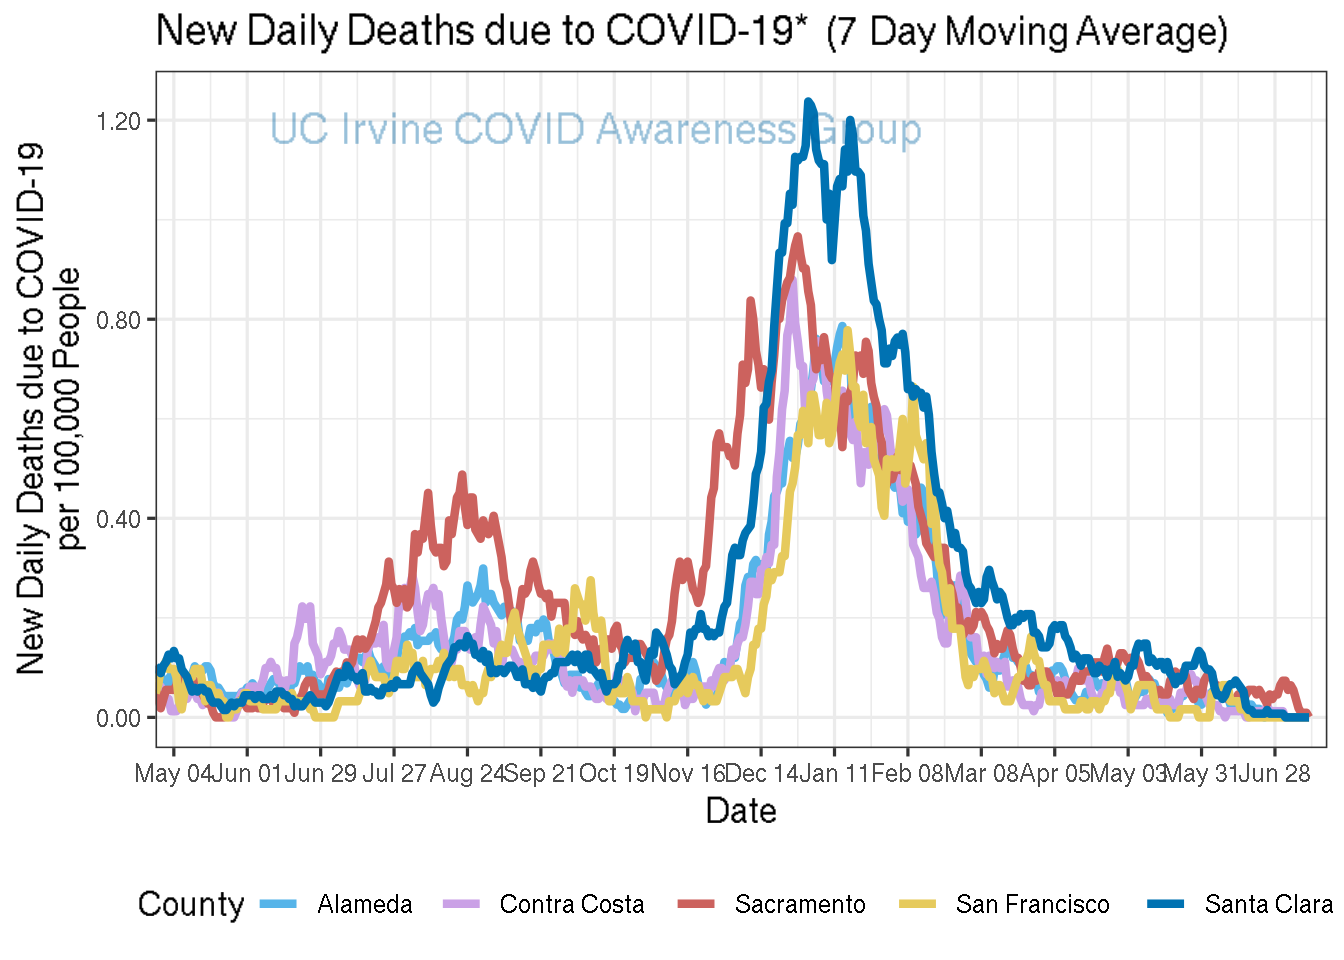 New Daily Deaths due to COVID-19* (7 Day Moving Average)
UC Irvine COVID Awareness Group
New Daily Deaths due to COVID-19
per 100,000 People
1.20
0.80
0.40
0.00
May 04 Jun 01 Jun 29 Jul 27 Aug 24 Sep 21 Oct 19 Nov 16 Dec 14 Jan 11 Feb 08 Mar 08 Apr 05 May 03 May 31 Jun 28
Date
County Alameda Contra Costa Sacramento San Francisco Santa Clara